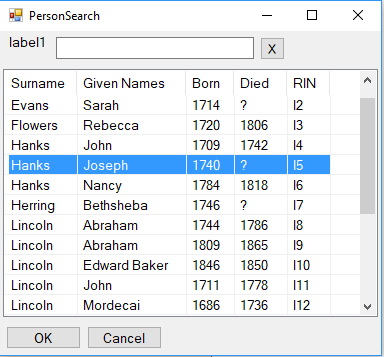 PersonSearch
label1
X
Surname Given Names Born Died RIN
Evans Sarah 1714 ? I2
Flowers Rebecca 1720 1806 I3
Hanks John 1709 1742 I4
Hanks Joseph 1740 ? I5
Hanks Nancy 1784 1818 I6
Herring Bethsheba 1746 ? I7
Lincoln Abraham 1744 1786 I8
Lincoln Abraham 1809 1865 I9
Lincoln Edward Baker 1846 1850 I10
Lincoln John 1711 1778 I11
Lincoln Mordecai 1686 1736 I12
OK Cancel